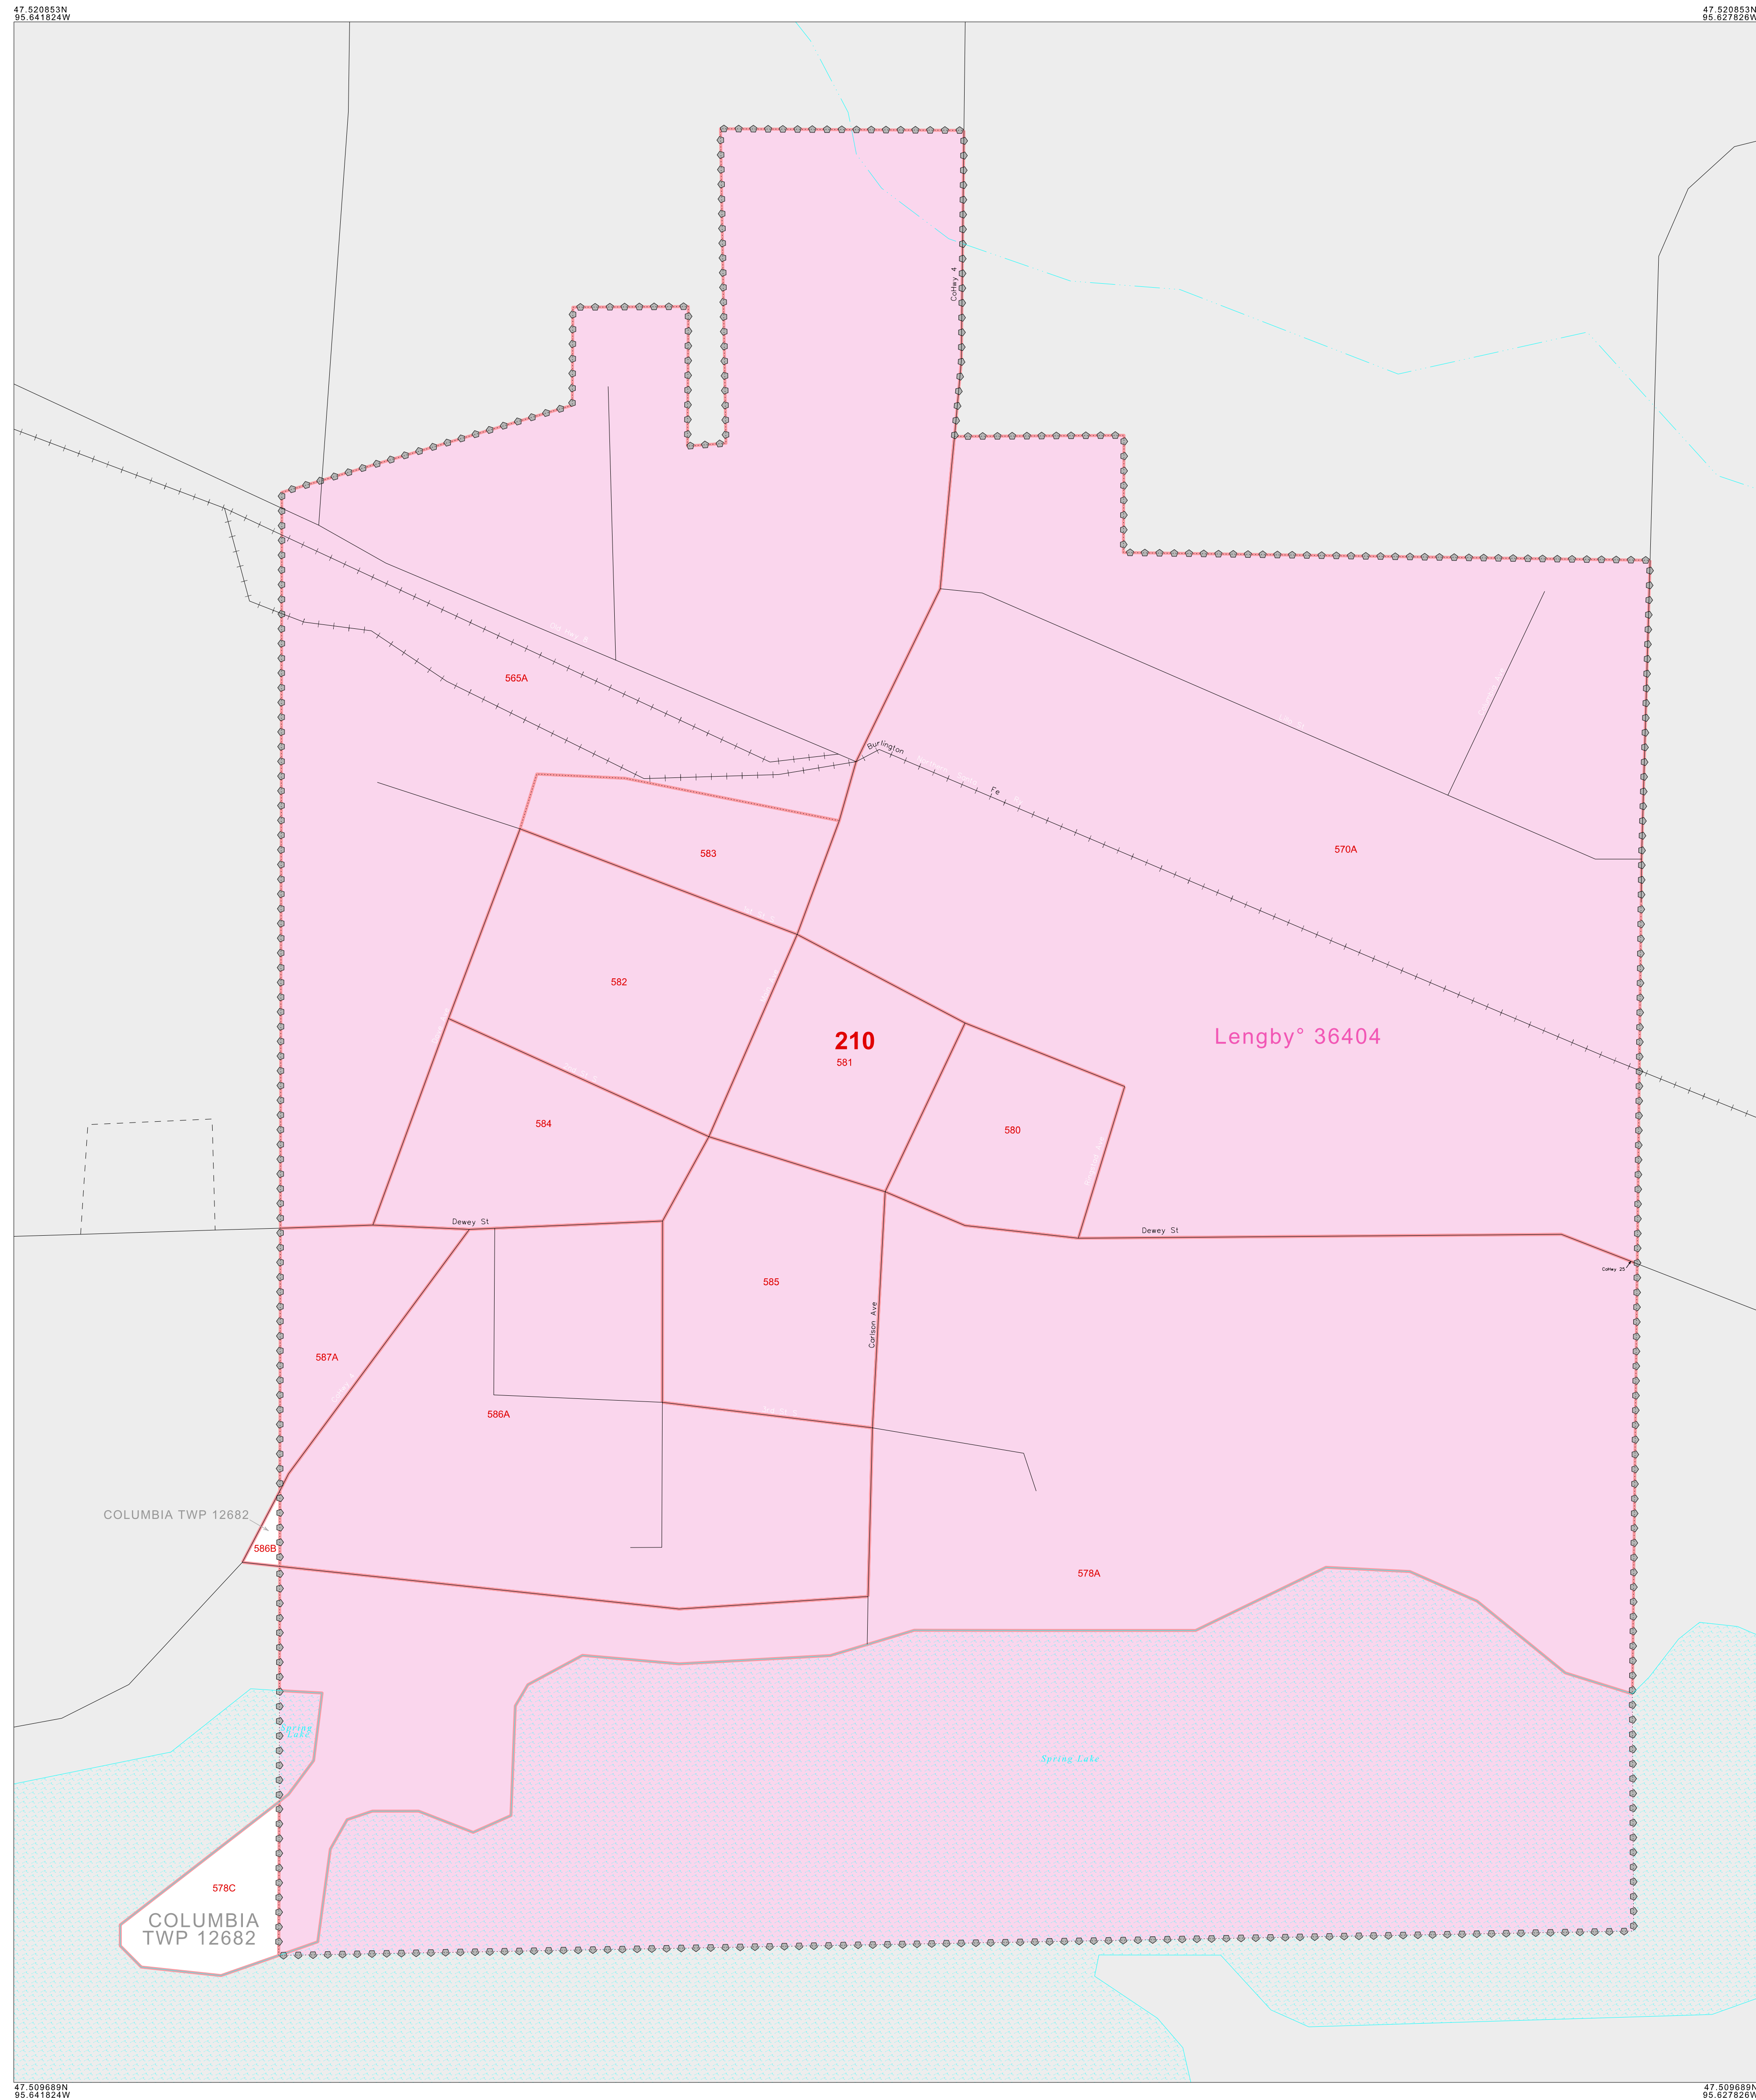 47.520853N
95.641824W
47.520853N
95.627826W
CoHwy 4
565A
Burlington
Fe
583
570A
582
Lengby° 36404
210
581
584
580
Dewey St
Dewey St
CoHwy 25
585
Carlson Ave
587A
586A
COLUMBIA TWP 12682
586B
578A
Spring
Lake
Spring Lake
578C
COLUMBIA
TWP 12682
47.509689N
95.641824W
47.509689N
95.627826W